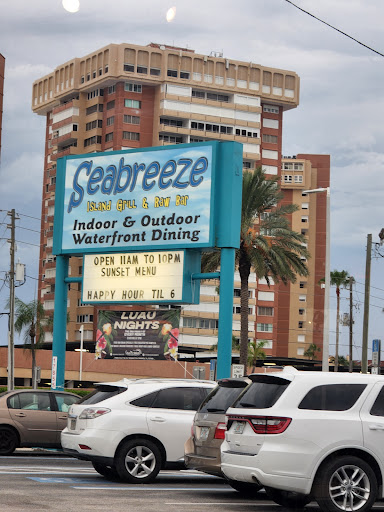 Seabreeze
Island Grill & Raw Bar
Indoor & Outdoor
Waterfront Dining
OPEN 11AM TO 10PM
SUNSET MENU
HAPPY HOUR TIL 6
LUAU
NIGHTS